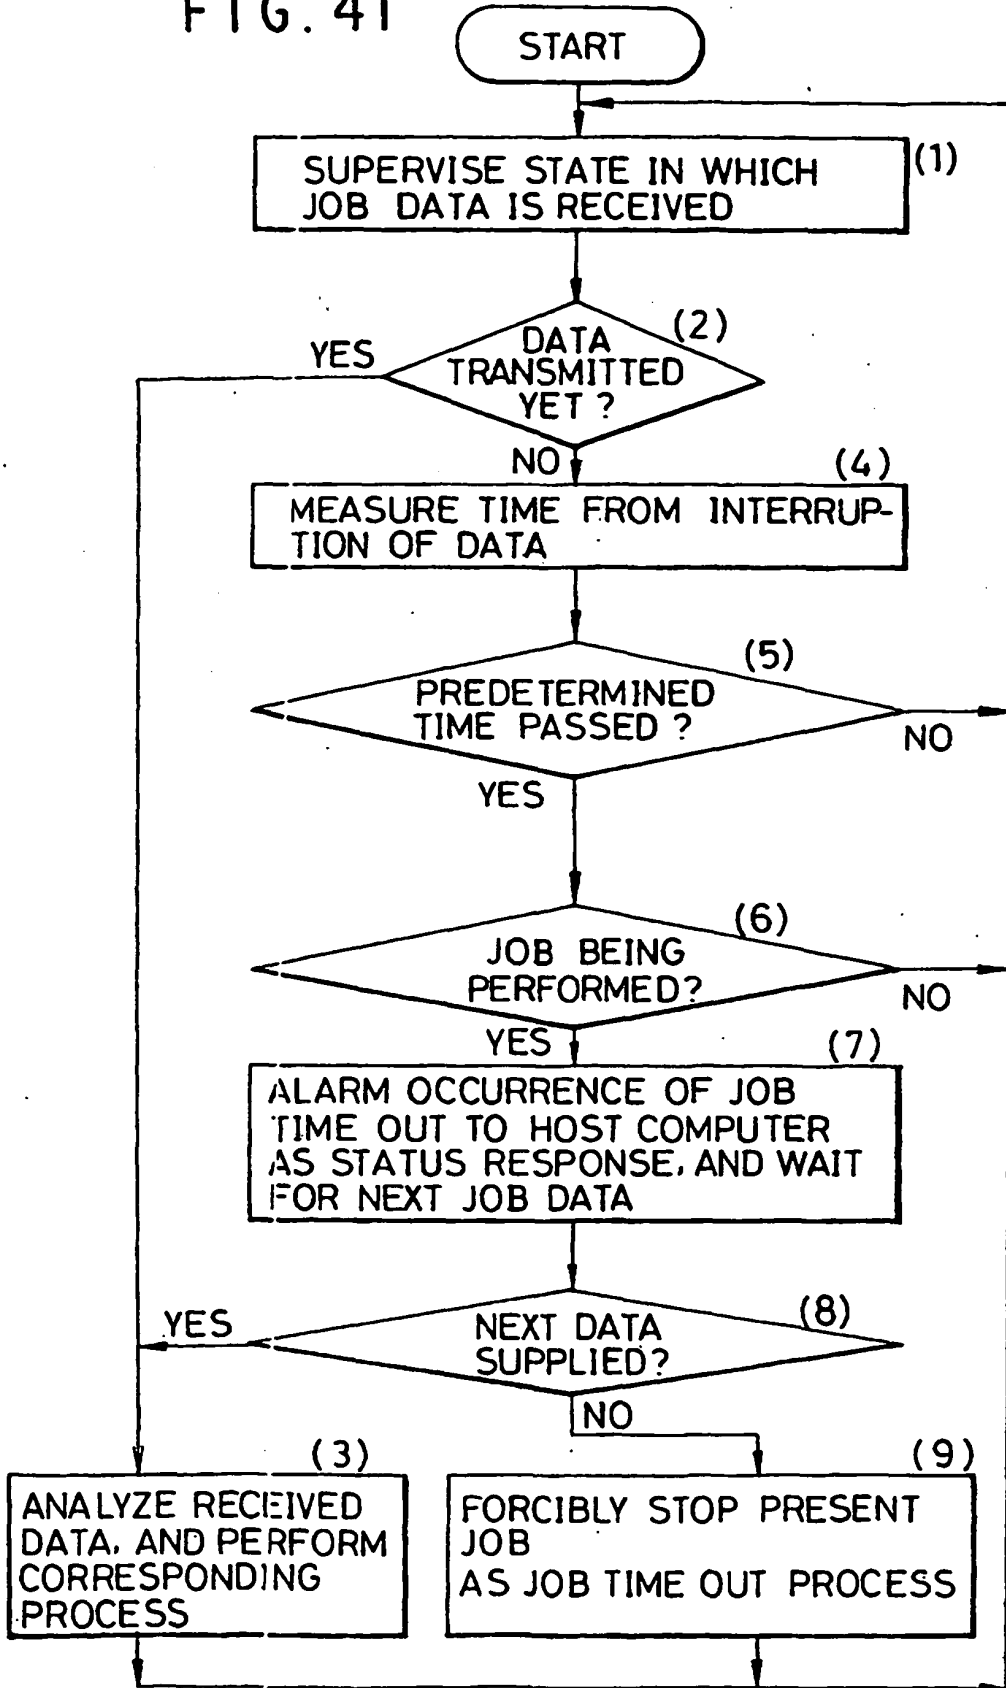 FIG. 41
START
(1)
SUPERVISE STATE IN WHICH
JOB DATA IS RECEIVED
(2)
DATA
TRANSMITTED
YET ?
YES
NO
(4)
MEASURE TIME FROM INTERRUP-
TION OF DATA
(5)
PREDETERMINED
TIME PASSED ?
NO
YES
(6)
JOB BEING
PERFORMED?
NO
YES
(7)
ALARM OCCURRENCE OF JOB
TIME OUT TO HOST COMPUTER
AS STATUS RESPONSE, AND WAIT
FOR NEXT JOB DATA
(8)
YES
NEXT DATA
SUPPLIED?
NO
(3)
ANALYZE RECEIVED
DATA, AND PERFORM
CORRESPONDING
PROCESS
(9)
FORCIBLY STOP PRESENT
JOB
AS JOB TIME OUT PROCESS